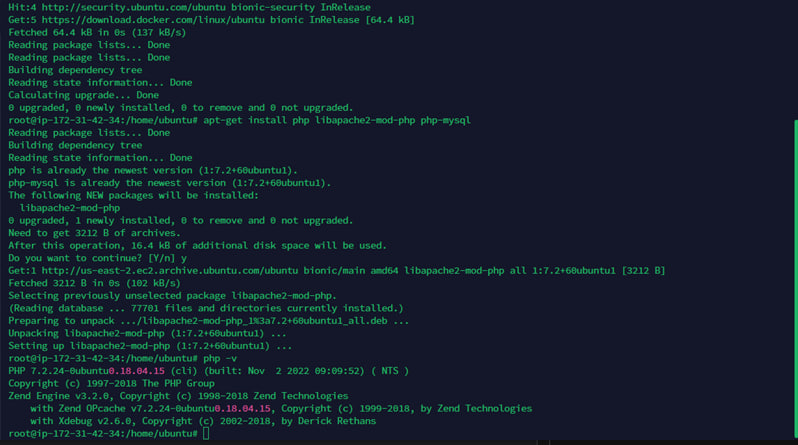 Hit:4 http://security.ubuntu.com/ubuntu bionic-security InRelease
Get:5 https://download.docker.com/linux/ubuntu bionic InRelease [64.4 kB]
Fetched 64.4 kB in 0s (137 kB/s)
Reading package lists... Done
Reading package lists... Done
Building dependency tree
Reading state information... Done
Calculating upgrade... Done
0 upgraded, 0 newly installed, 0 to remove and 0 not upgraded.
root@ip-172-31-42-34:/home/ubuntu# apt-get install php libapache2-mod-php php-mysql
Reading package lists... Done
Building dependency tree
Reading state information... Done
php is already the newest version (1:7.2+60ubuntu1).
php-mysql is already the newest version (1:7.2+60ubuntu1).
The following NEW packages will be installed:
  libapache2-mod-php
0 upgraded, 1 newly installed, 0 to remove and 0 not upgraded.
Need to get 3212 B of archives.
After this operation, 16.4 kB of additional disk space will be used.
Do you want to continue? [Y/n] y
Get:1 http://us-east-2.ec2.archive.ubuntu.com/ubuntu bionic/main amd64 libapache2-mod-php all 1:7.2+60ubuntu1 [3212 B]
Fetched 3212 B in 0s (102 kB/s)
Selecting previously unselected package libapache2-mod-php.
(Reading database ... 77701 files and directories currently installed.)
Preparing to unpack .../libapache2-mod-php_1%3a7.2+60ubuntu1_all.deb ...
Unpacking libapache2-mod-php (1:7.2+60ubuntu1) ...
Setting up libapache2-mod-php (1:7.2+60ubuntu1) ...
root@ip-172-31-42-34:/home/ubuntu# php -v
PHP 7.2.24-0ubuntu0.18.04.15 (cli) (built: Nov  2 2022 09:09:52) ( NTS )
Copyright (c) 1997-2018 The PHP Group
Zend Engine v3.2.0, Copyright (c) 1998-2018 Zend Technologies
    with Zend OPcache v7.2.24-0ubuntu0.18.04.15, Copyright (c) 1999-2018, by Zend Technologies
    with Xdebug v2.6.0, Copyright (c) 2002-2018, by Derick Rethans
root@ip-172-31-42-34:/home/ubuntu#